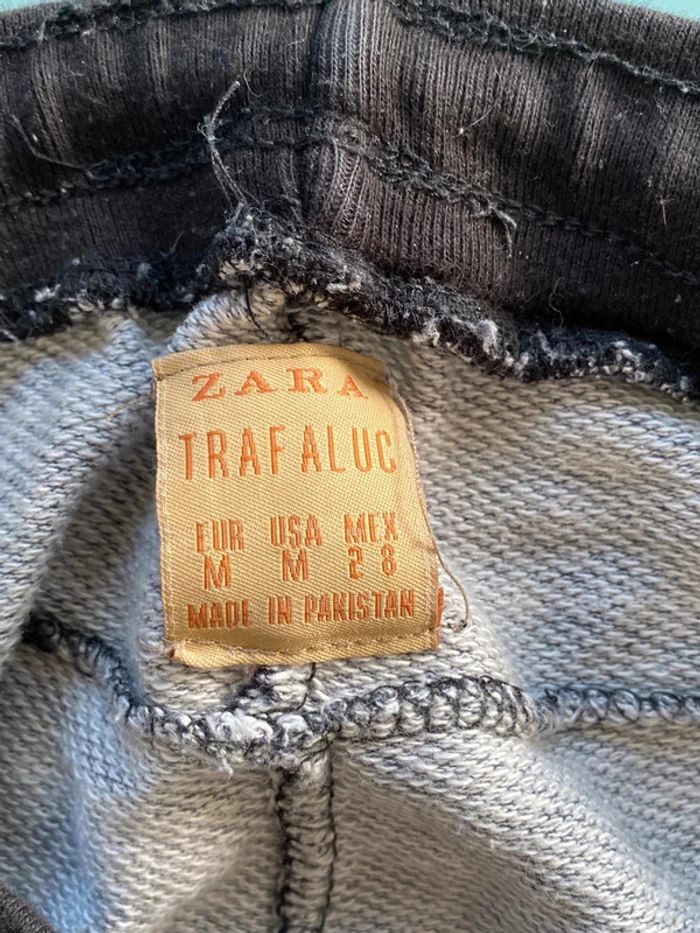 ZARA
TRAFALUC
EUR USA MEX
M M 28
MADE IN PAKISTAN